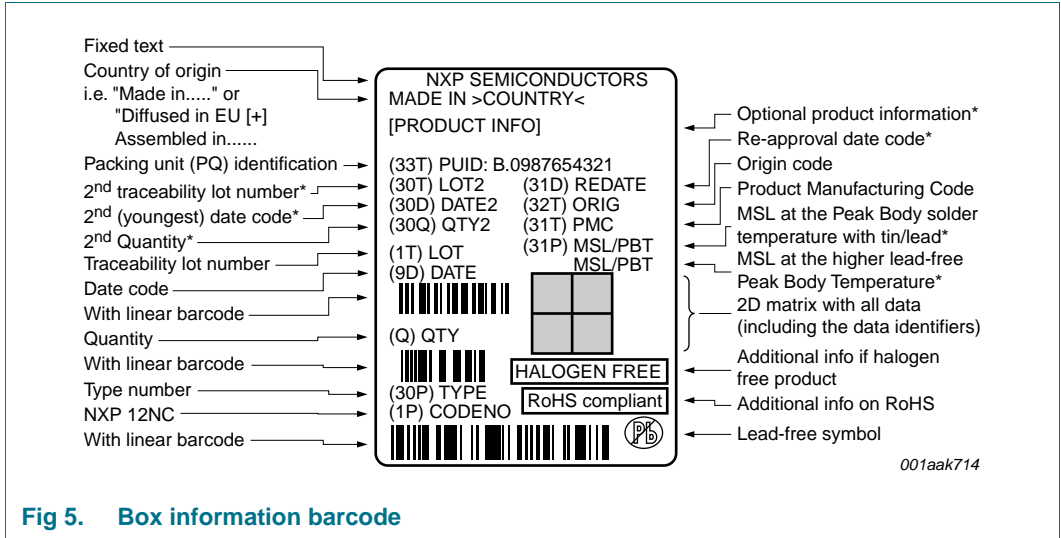 Fixed text
Country of origin
i.e. "Made in....." or
"Diffused in EU [+]
Assembled in......
Packing unit (PQ) identification
2nd traceability lot number*
2nd (youngest) date code*
2nd Quantity*
Traceability lot number
Date code
With linear barcode
Quantity
With linear barcode
Type number
NXP 12NC
With linear barcode
NXP SEMICONDUCTORS
MADE IN >COUNTRY<
[PRODUCT INFO]
(33T) PUID: B.0987654321
(30T) LOT2 (31D) REDATE
(30D) DATE2 (32T) ORIG
(30Q) QTY2 (31T) PMC
(31P) MSL/PBT
(1T) LOT
MSL/PBT
(9D) DATE
(Q) QTY
HALOGEN FREE
(30P) TYPE
RoHS compliant
(1P) CODENO
Pb
Optional product information*
Re-approval date code*
Origin code
Product Manufacturing Code
MSL at the Peak Body solder
temperature with tin/lead*
MSL at the higher lead-free
Peak Body Temperature*
2D matrix with all data
(including the data identifiers)
Additional info if halogen
free product
Additional info on RoHS
Lead-free symbol
001aak714
Fig 5. Box information barcode